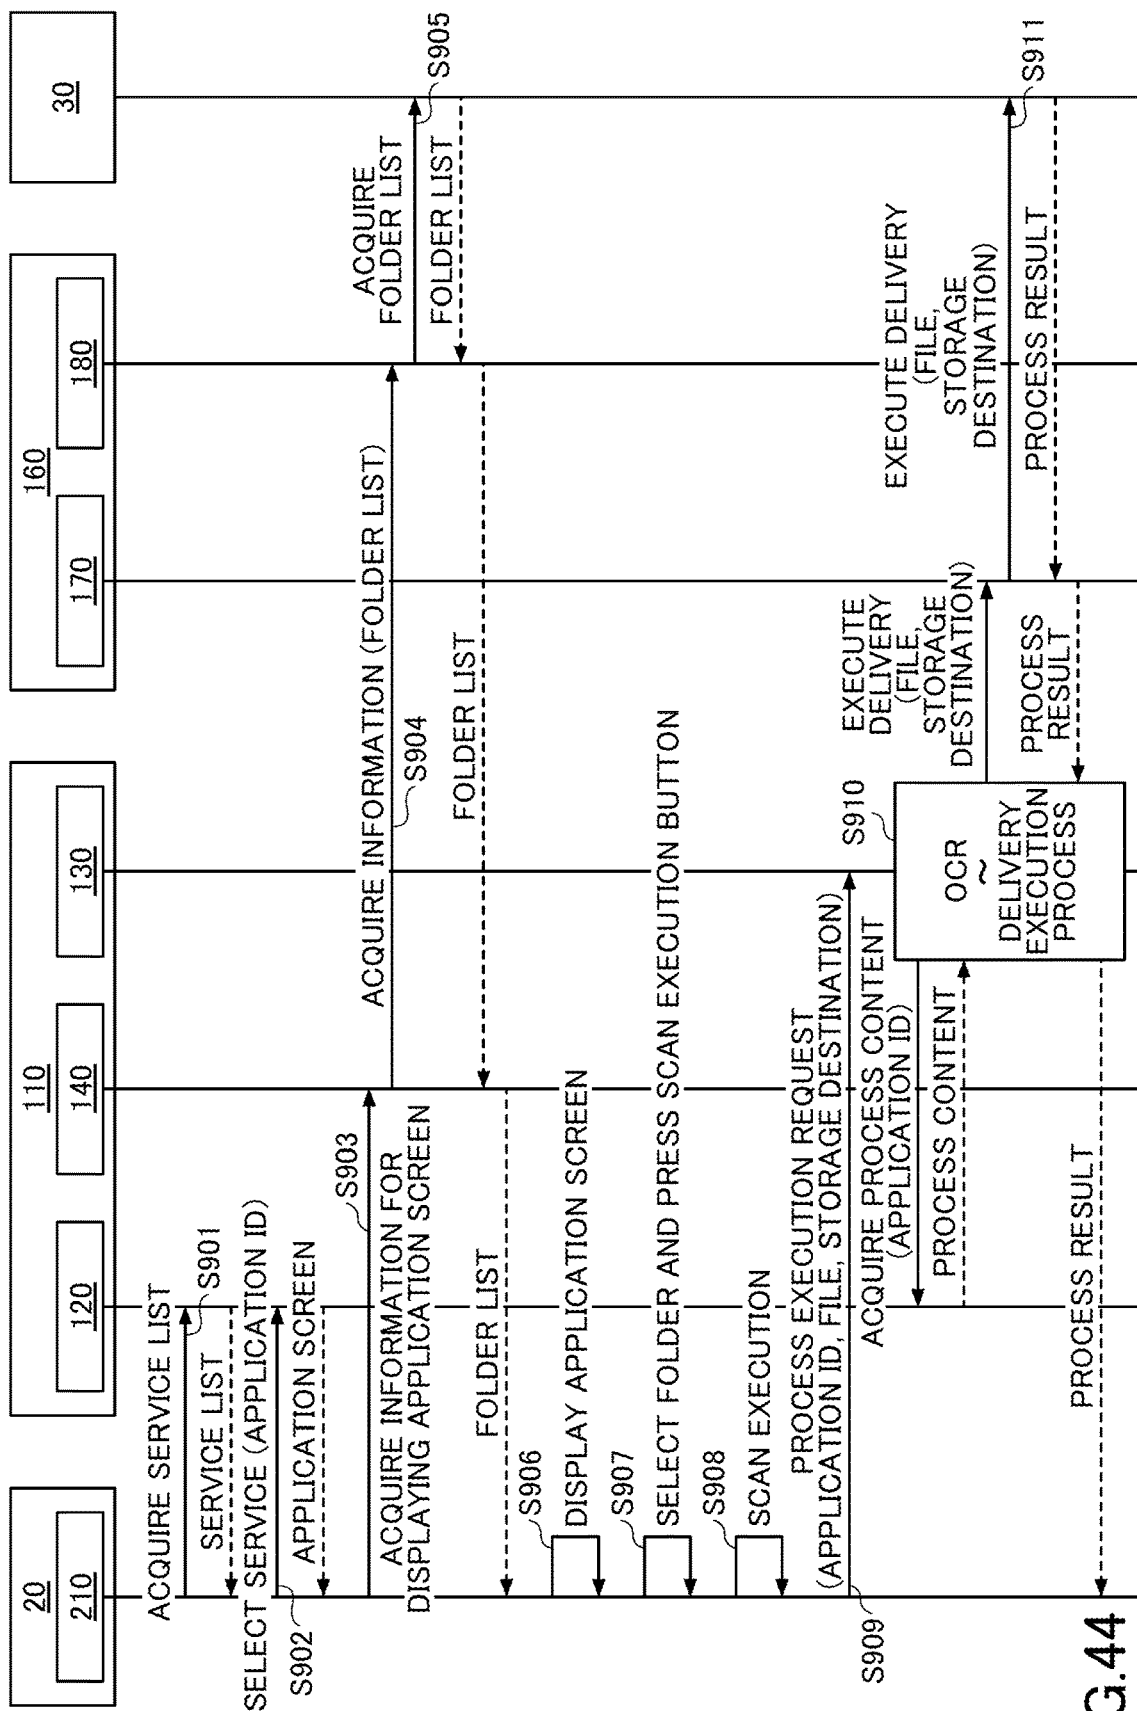 20
210
110
120
140
130
160
170
180
30
ACQUIRE SERVICE LIST
S901
SERVICE LIST
SELECT SERVICE (APPLICATION ID)
S902
APPLICATION SCREEN
S903
ACQUIRE INFORMATION FOR
DISPLAYING APPLICATION SCREEN
ACQUIRE INFORMATION (FOLDER LIST)
S904
ACQUIRE
FOLDER LIST
S905
FOLDER LIST
FOLDER LIST
FOLDER LIST
S906
DISPLAY APPLICATION SCREEN
S907
SELECT FOLDER AND PRESS SCAN EXECUTION BUTTON
S908
SCAN EXECUTION
PROCESS EXECUTION REQUEST
(APPLICATION ID, FILE, STORAGE DESTINATION)
S909
ACQUIRE PROCESS CONTENT
(APPLICATION ID)
PROCESS CONTENT
S910
OCR
~
DELIVERY
EXECUTION
PROCESS
EXECUTE
DELIVERY
(FILE,
STORAGE
DESTINATION)
EXECUTE DELIVERY
(FILE,
STORAGE
DESTINATION)
S911
PROCESS RESULT
PROCESS
RESULT
PROCESS RESULT
G.44